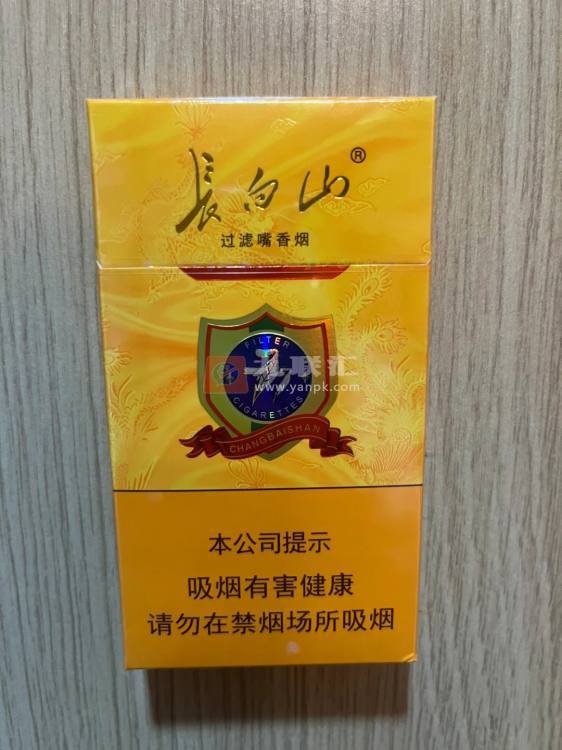 長白山®
过滤嘴香烟
FILTER
联汇
www.yanpk.com
CIGARETTES
CHANGBAISHAN
本公司提示
吸烟有害健康
请勿在禁烟场所吸烟